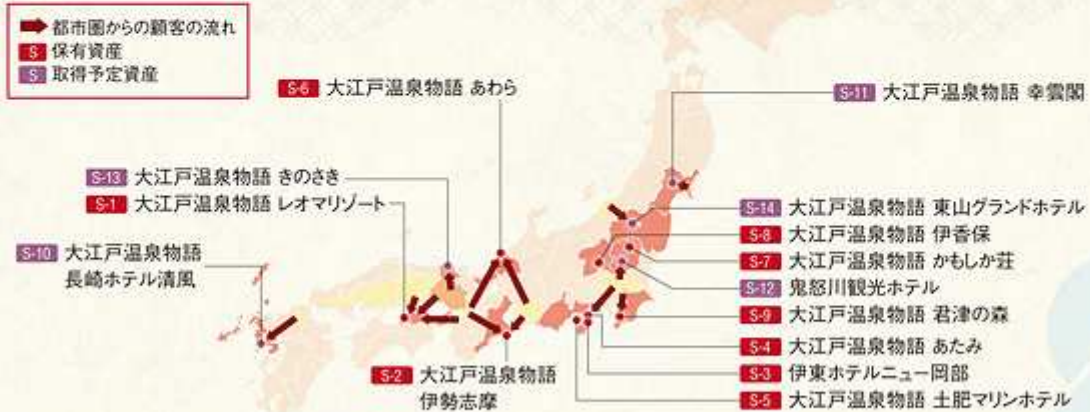 都市圏からの顧客の流れ
S 保有資産
S 取得予定資産
S-6 大江戸温泉物語 あわら
S-11 大江戸温泉物語 幸雲閣
S-13 大江戸温泉物語 きのさき
S-1 大江戸温泉物語 レオマリゾート
S-10 大江戸温泉物語
長崎ホテル清風
S-14 大江戸温泉物語 東山グランドホテル
S-8 大江戸温泉物語 伊香保
S-7 大江戸温泉物語 かもしか荘
S-12 鬼怒川観光ホテル
S-9 大江戸温泉物語 君津の森
S-4 大江戸温泉物語 あたみ
S-3 伊東ホテルニュー岡部
S-5 大江戸温泉物語 土肥マリンホテル
S-2 大江戸温泉物語
伊勢志摩